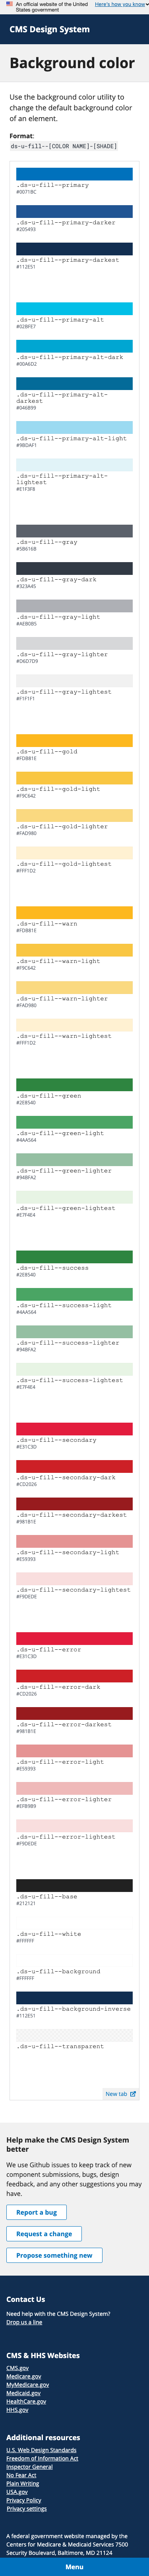 An official website of the United States government
Here's how you know
CMS Design System
Background color
Use the background color utility to
change the default background color
of an element.
Format:
ds-u-fill--[COLOR NAME]-[SHADE]
.ds-u-fill--primary
#0071BC
.ds-u-fill--primary-darker
#205493
.ds-u-fill--primary-darkest
#112E51
.ds-u-fill--primary-alt
#02BFE7
.ds-u-fill--primary-alt-dark
#00A6D2
.ds-u-fill--primary-alt-
darkest
#046B99
.ds-u-fill--primary-alt-light
#9BDAF1
.ds-u-fill--primary-alt-
lightest
#E1F3F8
.ds-u-fill--gray
#5B616B
.ds-u-fill--gray-dark
#323A45
.ds-u-fill--gray-light
#AEB0B5
.ds-u-fill--gray-lighter
#D6D7D9
.ds-u-fill--gray-lightest
#F1F1F1
.ds-u-fill--gold
#FDB81E
.ds-u-fill--gold-light
#F9C642
.ds-u-fill--gold-lighter
#FAD980
.ds-u-fill--gold-lightest
#FFF1D2
.ds-u-fill--warn
#FDB81E
.ds-u-fill--warn-light
#F9C642
.ds-u-fill--warn-lighter
#FAD980
.ds-u-fill--warn-lightest
#FFF1D2
.ds-u-fill--green
#2E8540
.ds-u-fill--green-light
#4AA564
.ds-u-fill--green-lighter
#94BFA2
.ds-u-fill--green-lightest
#E7F4E4
.ds-u-fill--success
#2E8540
.ds-u-fill--success-light
#4AA564
.ds-u-fill--success-lighter
#94BFA2
.ds-u-fill--success-lightest
#E7F4E4
.ds-u-fill--secondary
#E31C3D
.ds-u-fill--secondary-dark
#CD2026
.ds-u-fill--secondary-darkest
#981B1E
.ds-u-fill--secondary-light
#E59393
.ds-u-fill--secondary-lightest
#F9DEDE
.ds-u-fill--error
#E31C3D
.ds-u-fill--error-dark
#CD2026
.ds-u-fill--error-darkest
#981B1E
.ds-u-fill--error-light
#E59393
.ds-u-fill--error-lighter
#EFB9B9
.ds-u-fill--error-lightest
#F9DEDE
.ds-u-fill--base
#212121
.ds-u-fill--white
#FFFFFF
.ds-u-fill--background
#FFFFFF
.ds-u-fill--background-inverse
#112E51
.ds-u-fill--transparent
New tab
Help make the CMS Design System
better
We use Github issues to keep track of new
component submissions, bugs, design
feedback, and any other suggestions you may
have.
Report a bug
Request a change
Propose something new
Contact Us
Need help with the CMS Design System?
Drop us a line
CMS & HHS Websites
CMS.gov
Medicare.gov
MyMedicare.gov
Medicaid.gov
HealthCare.gov
HHS.gov
Additional resources
U.S. Web Design Standards
Freedom of Information Act
Inspector General
No Fear Act
Plain Writing
USA.gov
Privacy Policy
Privacy settings
A federal government website managed by the
Centers for Medicare & Medicaid Services 7500
Security Boulevard, Baltimore, MD 21124
Menu